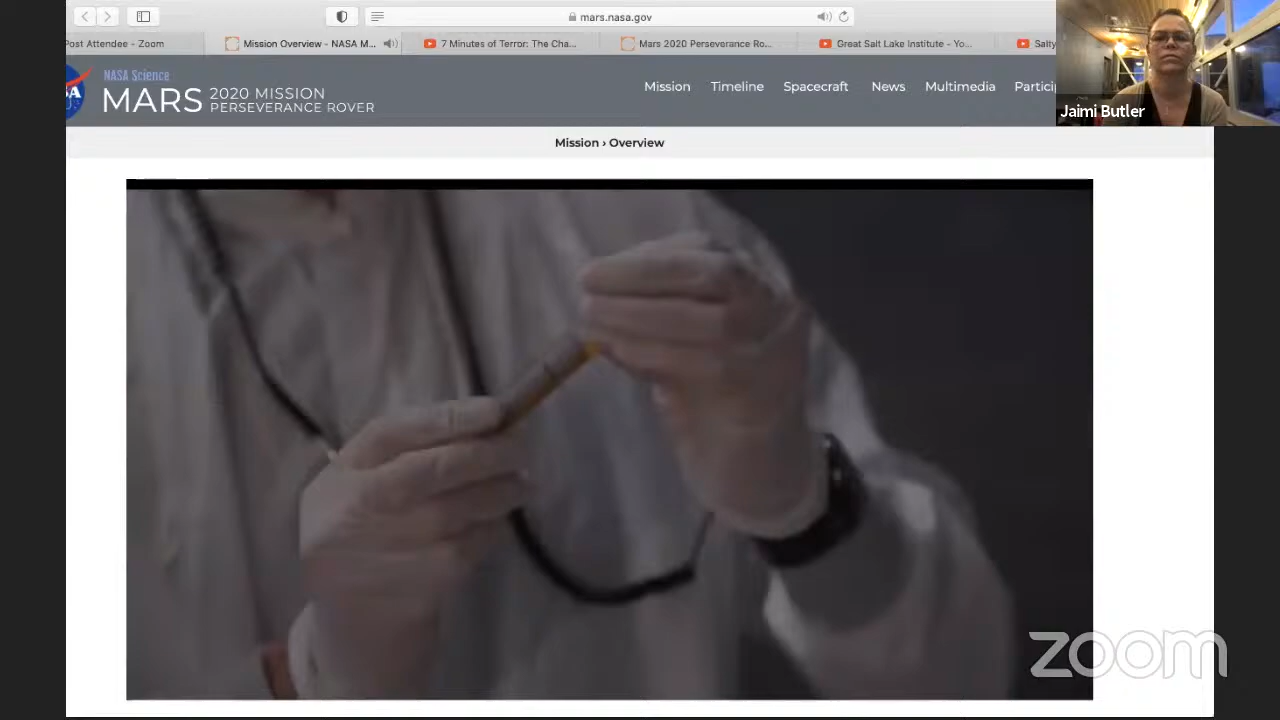 mars.nasa.gov
Post Attendee - Zoom
Mission Overview - NASA M...
7 Minutes of Terror: The Cha...
Mars 2020 Perseverance Ro...
Great Salt Lake Institute - Yo...
Salty
NASA Science
MARS 2020 MISSION
PERSEVERANCE ROVER
Mission Timeline Spacecraft News Multimedia Particip
Jaimi Butler
Mission › Overview
zoom